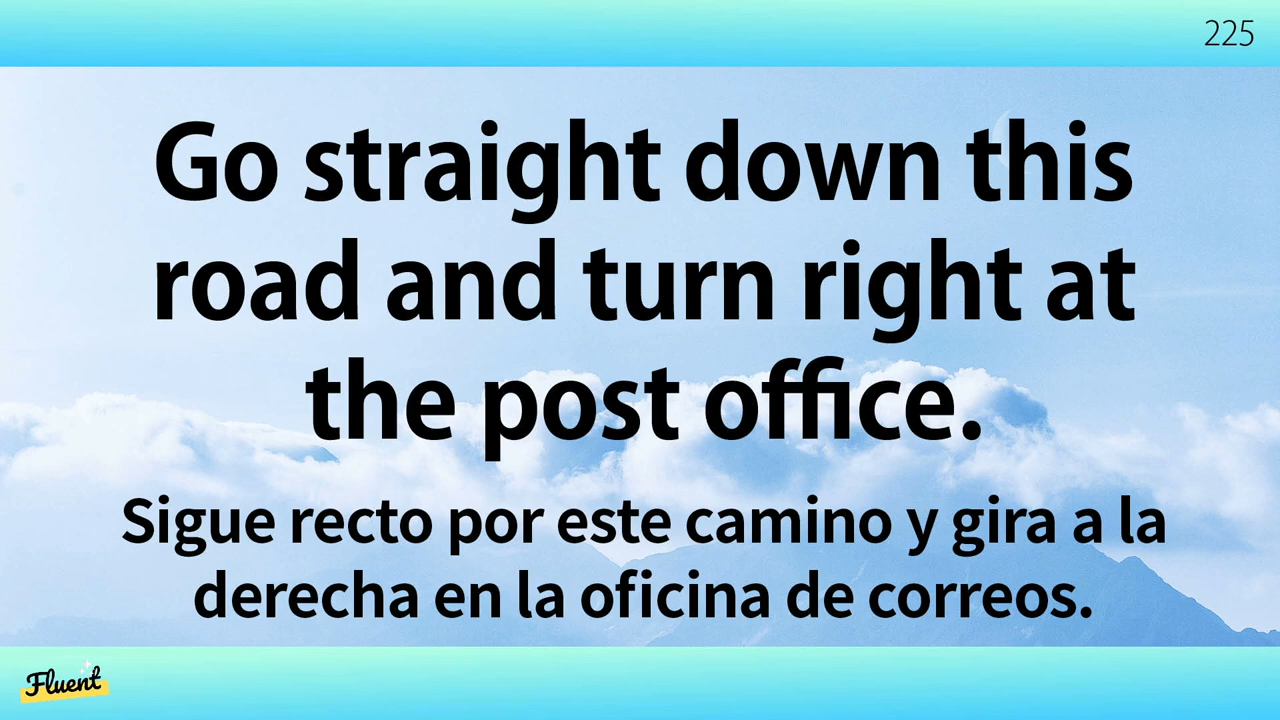 225
Go straight down this
road and turn right at
the post office.
Sigue recto por este camino y gira a la
derecha en la oficina de correos.
Fluent